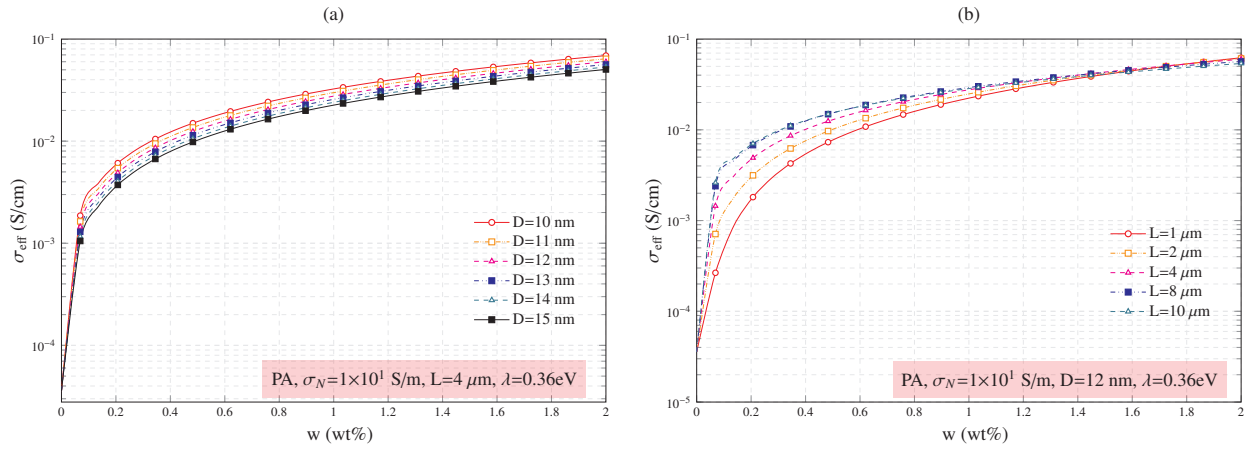 (a)
10⁻¹
10⁻²
10⁻³
10⁻⁴
σeff (S/cm)
D=10 nm
D=11 nm
D=12 nm
D=13 nm
D=14 nm
D=15 nm
PA, σN=1×10¹ S/m, L=4 μm, λ=0.36eV
0 0.2 0.4 0.6 0.8 1 1.2 1.4 1.6 1.8 2
w (wt%)
(b)
10⁻¹
10⁻²
10⁻³
10⁻⁴
10⁻⁵
σeff (S/cm)
L=1 μm
L=2 μm
L=4 μm
L=8 μm
L=10 μm
PA, σN=1×10¹ S/m, D=12 nm, λ=0.36eV
0 0.2 0.4 0.6 0.8 1 1.2 1.4 1.6 1.8 2
w (wt%)